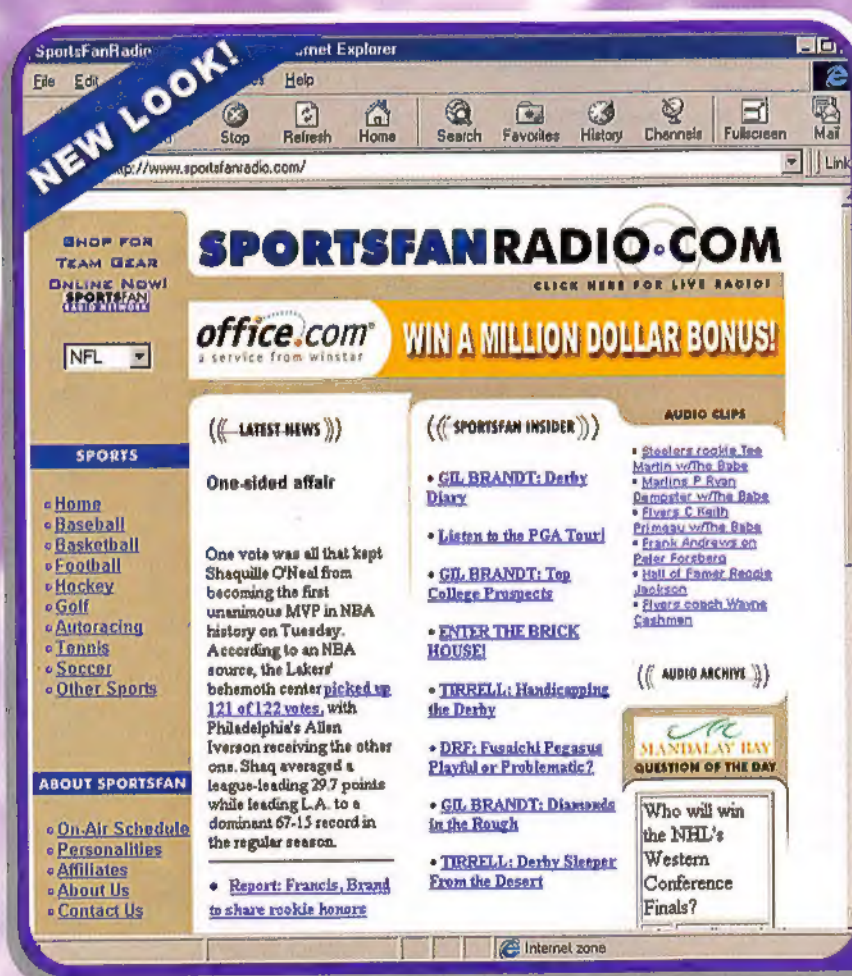 SportsFanRadio
rnet Explorer
NEW LOOK!
File Edit Help
Stop Refresh Home Search Favorites History Channels Fullscreen Mail
tp://www.sportsfanradio.com/
Link
SHOP FOR
TEAM GEAR
ONLINE NOW!
SPORTSFAN
RADIO NETWORK
NFL
SPORTSFANRADIO.COM
CLICK HERE FOR LIVE RADIO!
office.com
a service from winstar
WIN A MILLION DOLLAR BONUS!
SPORTS
Home
Baseball
Basketball
Football
Hockey
Golf
Autoracing
Tennis
Soccer
Other Sports
ABOUT SPORTSFAN
On-Air Schedule
Personalities
Affiliates
About Us
Contact Us
LATEST NEWS
One-sided affair
One vote was all that kept
Shaquille O'Neal from
becoming the first
unanimous MVP in NBA
history on Tuesday.
According to an NBA
source, the Lakers'
behemoth center picked up
121 of 122 votes, with
Philadelphia's Allen
Iverson receiving the other
one. Shaq averaged a
league-leading 29.7 points
while leading L.A. to a
dominant 67-15 record in
the regular season.
• Report: Francis, Brand
to share rookie honors
SPORTSFAN INSIDER
• GIL BRANDT: Derby
Diary
• Listen to the PGA Tour!
• GIL BRANDT: Top
College Prospects
• ENTER THE BRICK
HOUSE!
• TIRRELL: Handicapping
the Derby
• DRF: Fusaichi Pegasus
Playful or Problematic?
• GIL BRANDT: Diamonds
in the Rough
• TIRRELL: Derby Sleeper
From the Desert
AUDIO CLIPS
• Steelers rookie Tee
Martin w/The Babe
• Marlins P Ryan
Dempster w/The Babe
• Flyers C Keith
Primeau w/The Babe
• Frank Andrews on
Peter Forsberg
• Hall of Famer Reggie
Jackson
• Flyers coach Wayne
Cashman
AUDIO ARCHIVE
MANDALAY BAY
QUESTION OF THE DAY
Who will win
the NHL's
Western
Conference
Finals?
Internet zone